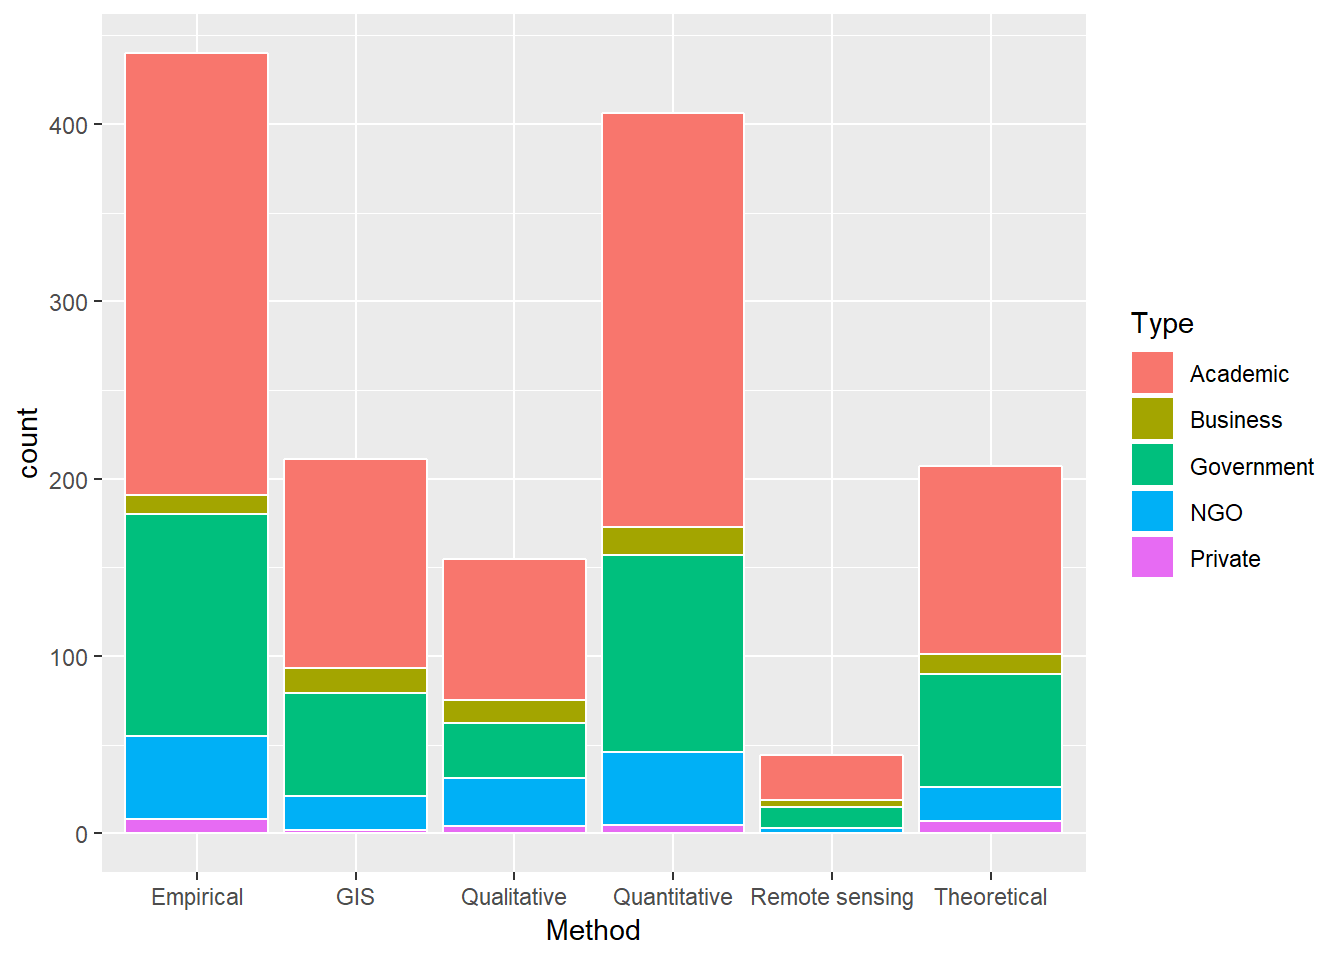 count
400
300
200
100
0
Empirical GIS Qualitative Quantitative Remote sensing Theoretical
Method
Type
Academic
Business
Government
NGO
Private